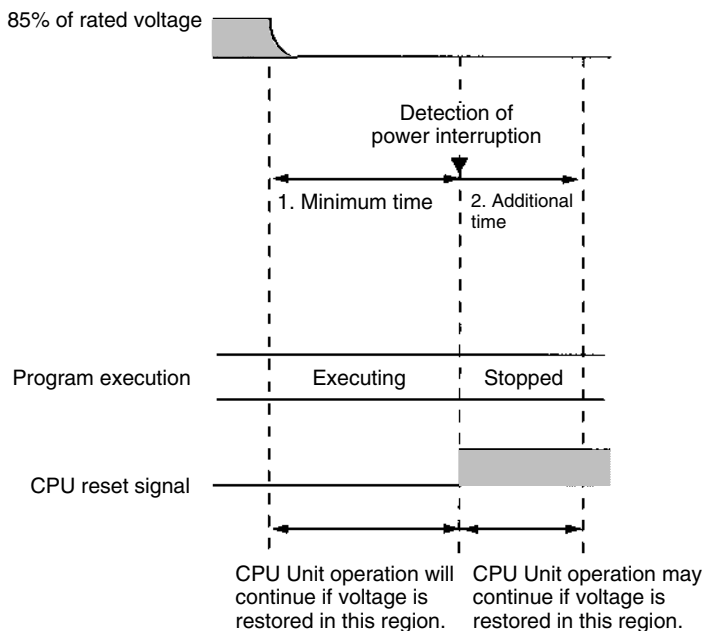 85% of rated voltage
Detection of
power interruption
1. Minimum time
2. Additional
time
Program execution
Executing
Stopped
CPU reset signal
CPU Unit operation will
continue if voltage is
restored in this region.
CPU Unit operation may
continue if voltage is
restored in this region.